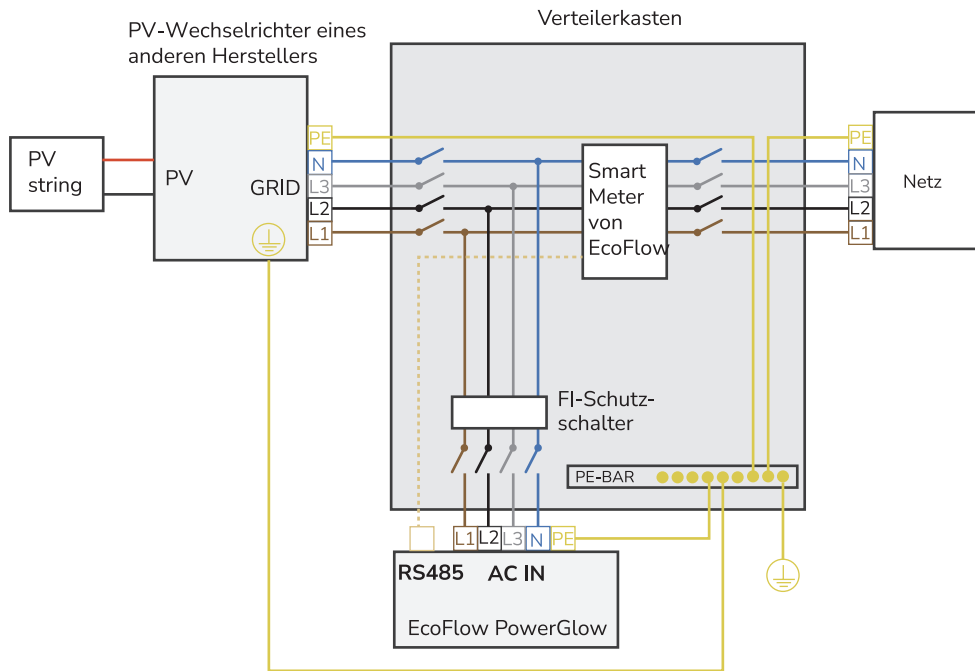 Verteilerkasten
PV-Wechselrichter eines
anderen Herstellers
PV
string
PV
GRID
PE
N
L3
L2
L1
Smart
Meter
von
EcoFlow
PE
N
L3
L2
L1
Netz
FI-Schutz-
schalter
PE-BAR
L1
L2
L3
N
PE
RS485
AC IN
EcoFlow PowerGlow